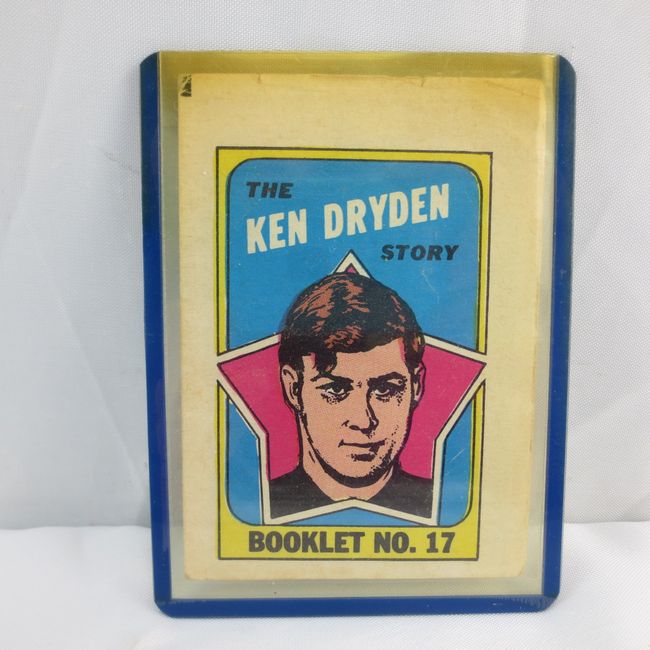 THE
KEN DRYDEN
STORY
BOOKLET NO. 17